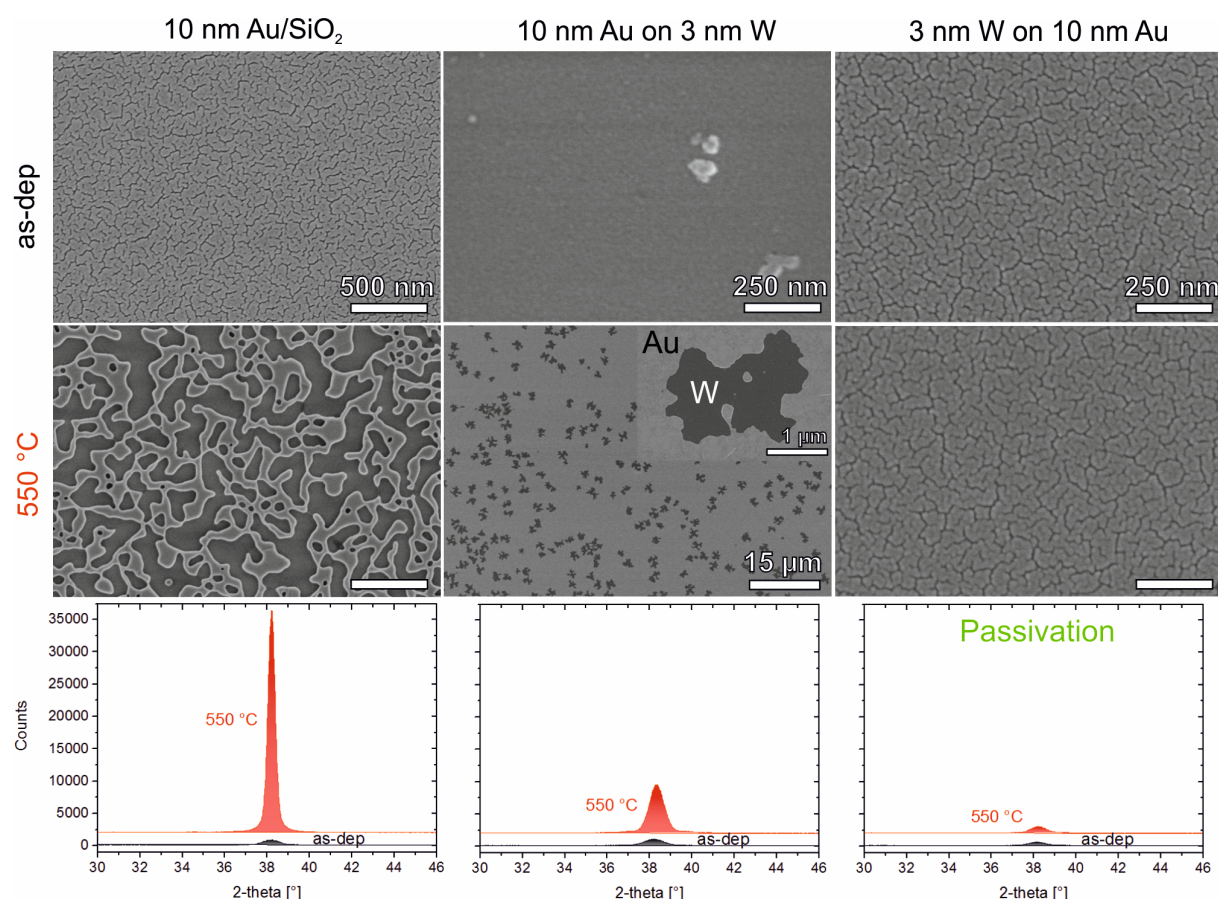 10 nm Au/SiO₂
10 nm Au on 3 nm W
3 nm W on 10 nm Au
as-dep
500 nm
250 nm
250 nm
550 °C
Au
W
1 µm
15 µm
Counts
35000
30000
25000
20000
15000
10000
5000
0
550 °C
as-dep
30 32 34 36 38 40 42 44 46
2-theta [°]
550 °C
as-dep
30 32 34 36 38 40 42 44 46
2-theta [°]
Passivation
550 °C
as-dep
30 32 34 36 38 40 42 44 46
2-theta [°]